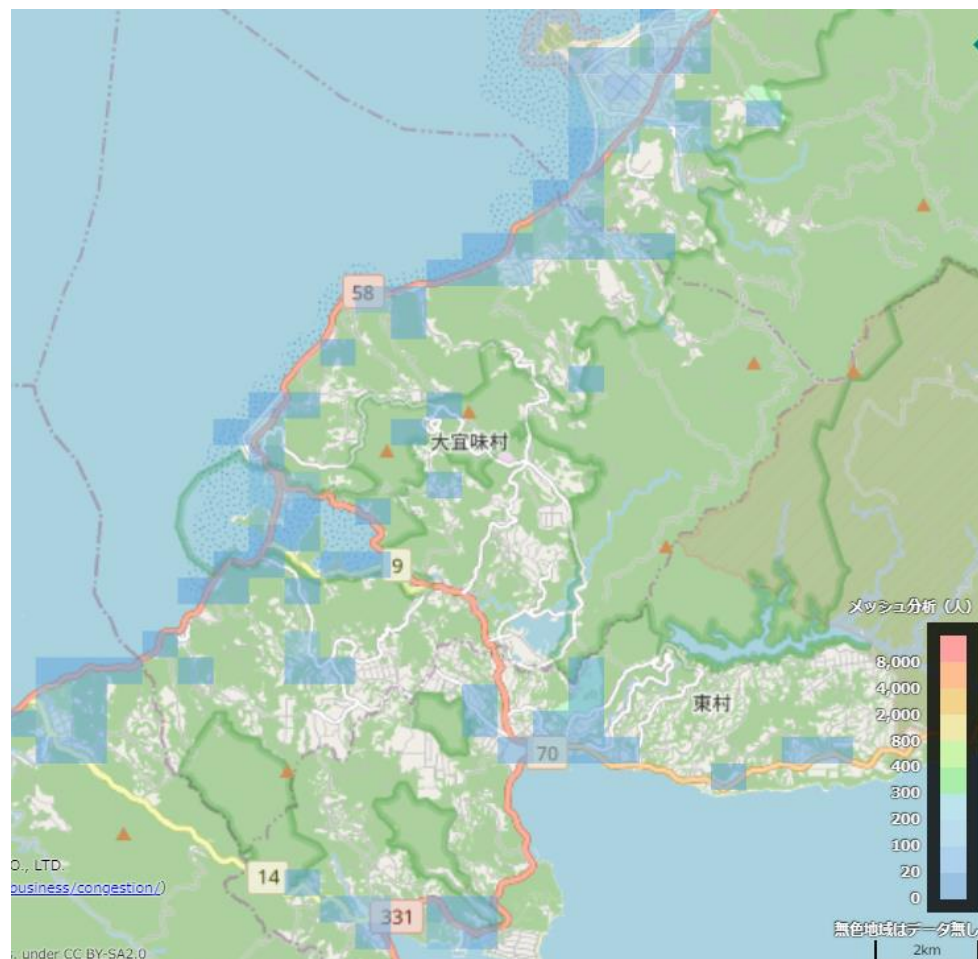 58
大宜味村
9
メッシュ分析（人）
8,000
4,000
2,000
800
400
300
200
100
20
0
東村
70
O., LTD.
business/congestion/)
14
331
無色地域はデータ無し
s, under CC BY-SA2.0
2km